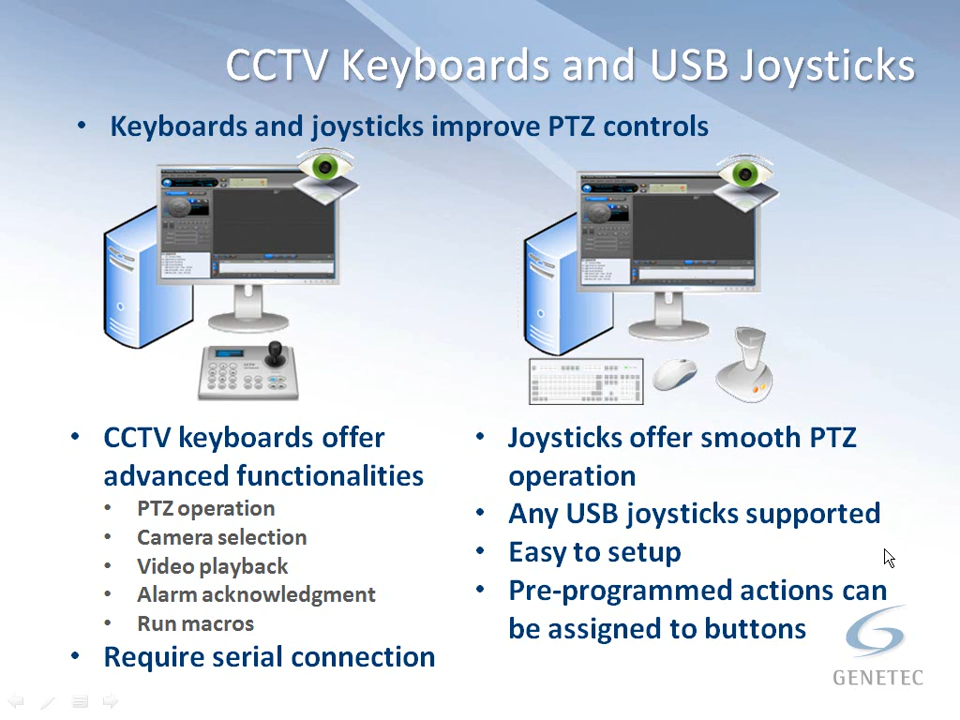 CCTV Keyboards and USB Joysticks
• Keyboards and joysticks improve PTZ controls
• CCTV keyboards offer
advanced functionalities
• PTZ operation
• Camera selection
• Video playback
• Alarm acknowledgment
• Run macros
• Require serial connection
• Joysticks offer smooth PTZ
operation
• Any USB joysticks supported
• Easy to setup
• Pre-programmed actions can
be assigned to buttons
GENETEC